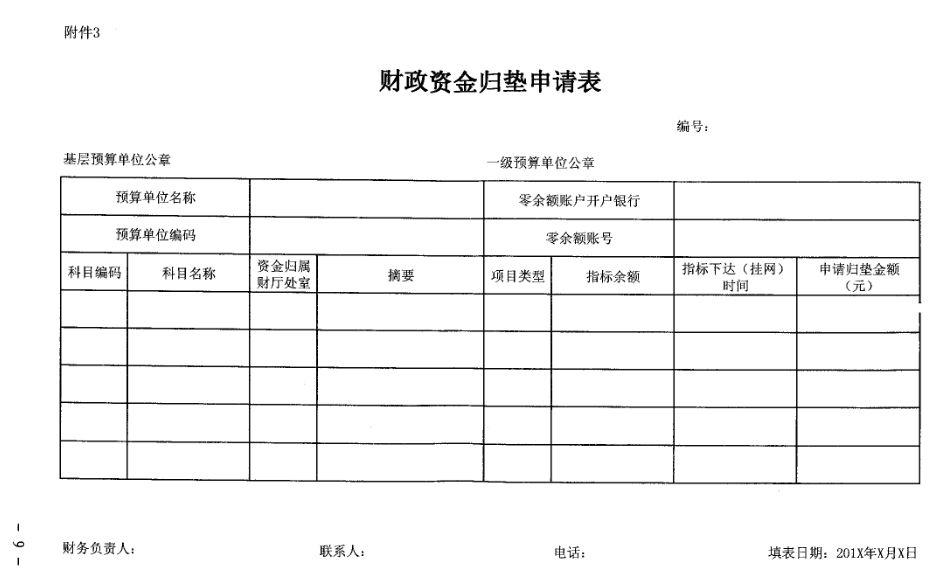 附件3
财政资金归垫申请表
编号:
基层预算单位公章 一级预算单位公章
预算单位名称 零余额账户开户银行
预算单位编码 零余额账号
科目编码 科目名称 资金归属财厅处室 摘要 项目类型 指标余额 指标下达（挂网）时间 申请归垫金额（元）
财务负责人: 联系人: 电话: 填表日期: 201X年X月X日
- 9 -